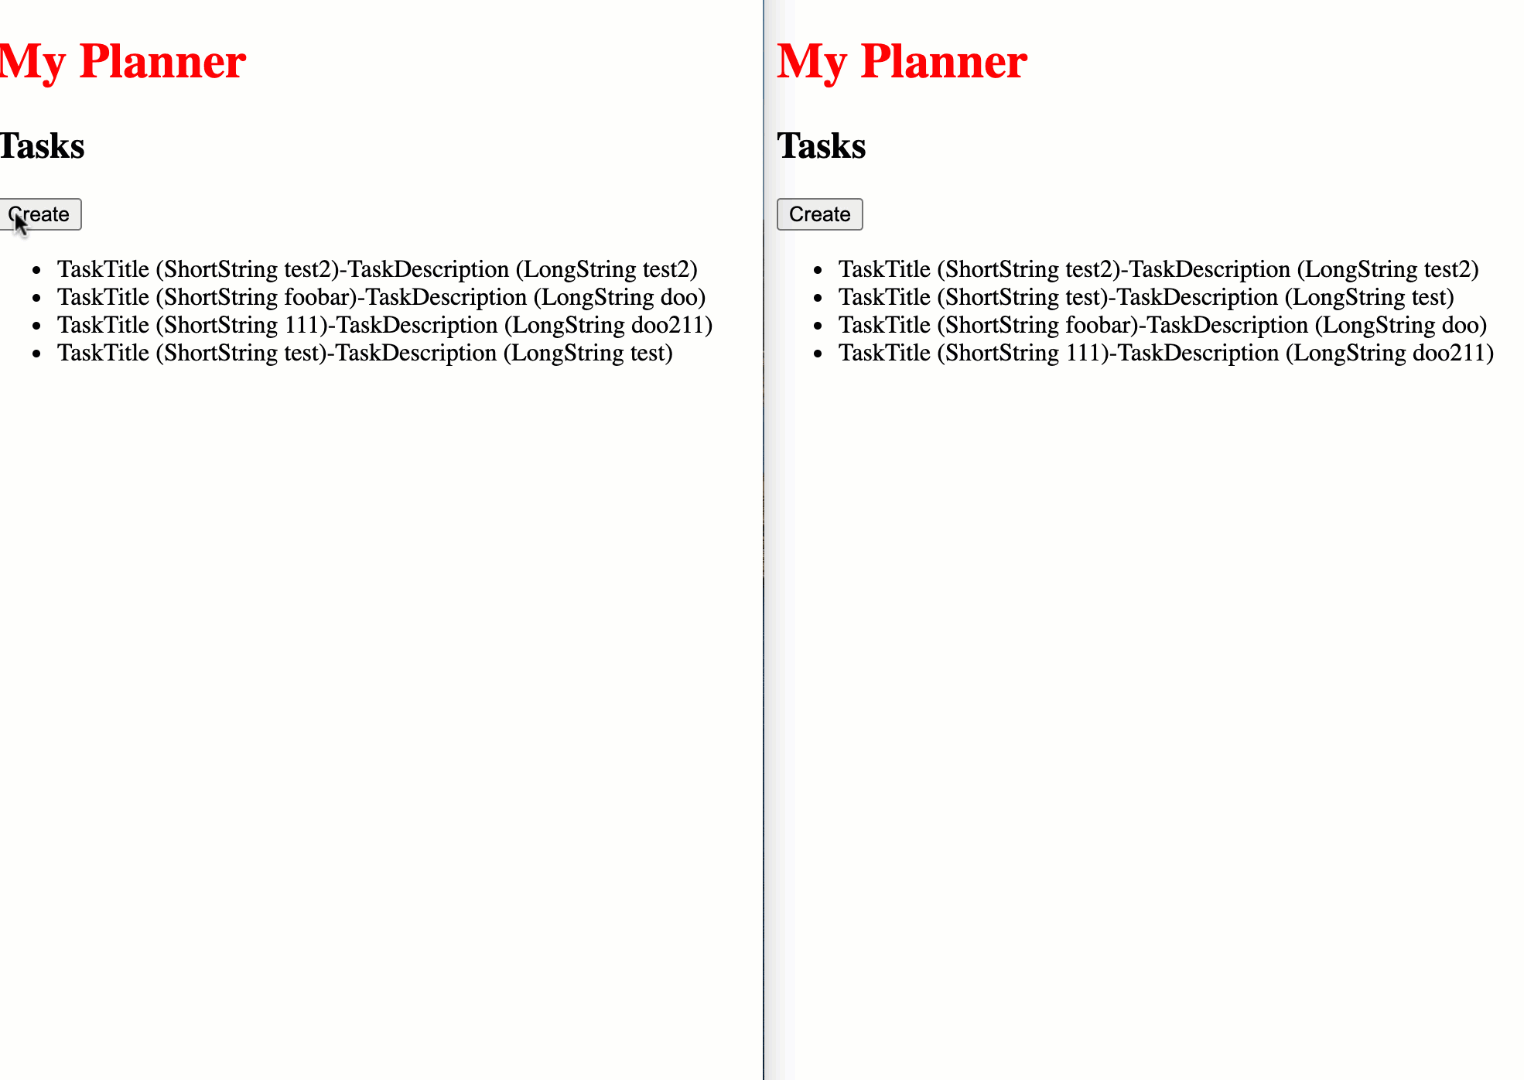 My Planner
Tasks
Create
TaskTitle (ShortString test2)-TaskDescription (LongString test2)
TaskTitle (ShortString foobar)-TaskDescription (LongString doo)
TaskTitle (ShortString 111)-TaskDescription (LongString doo211)
TaskTitle (ShortString test)-TaskDescription (LongString test)
My Planner
Tasks
Create
TaskTitle (ShortString test2)-TaskDescription (LongString test2)
TaskTitle (ShortString test)-TaskDescription (LongString test)
TaskTitle (ShortString foobar)-TaskDescription (LongString doo)
TaskTitle (ShortString 111)-TaskDescription (LongString doo211)